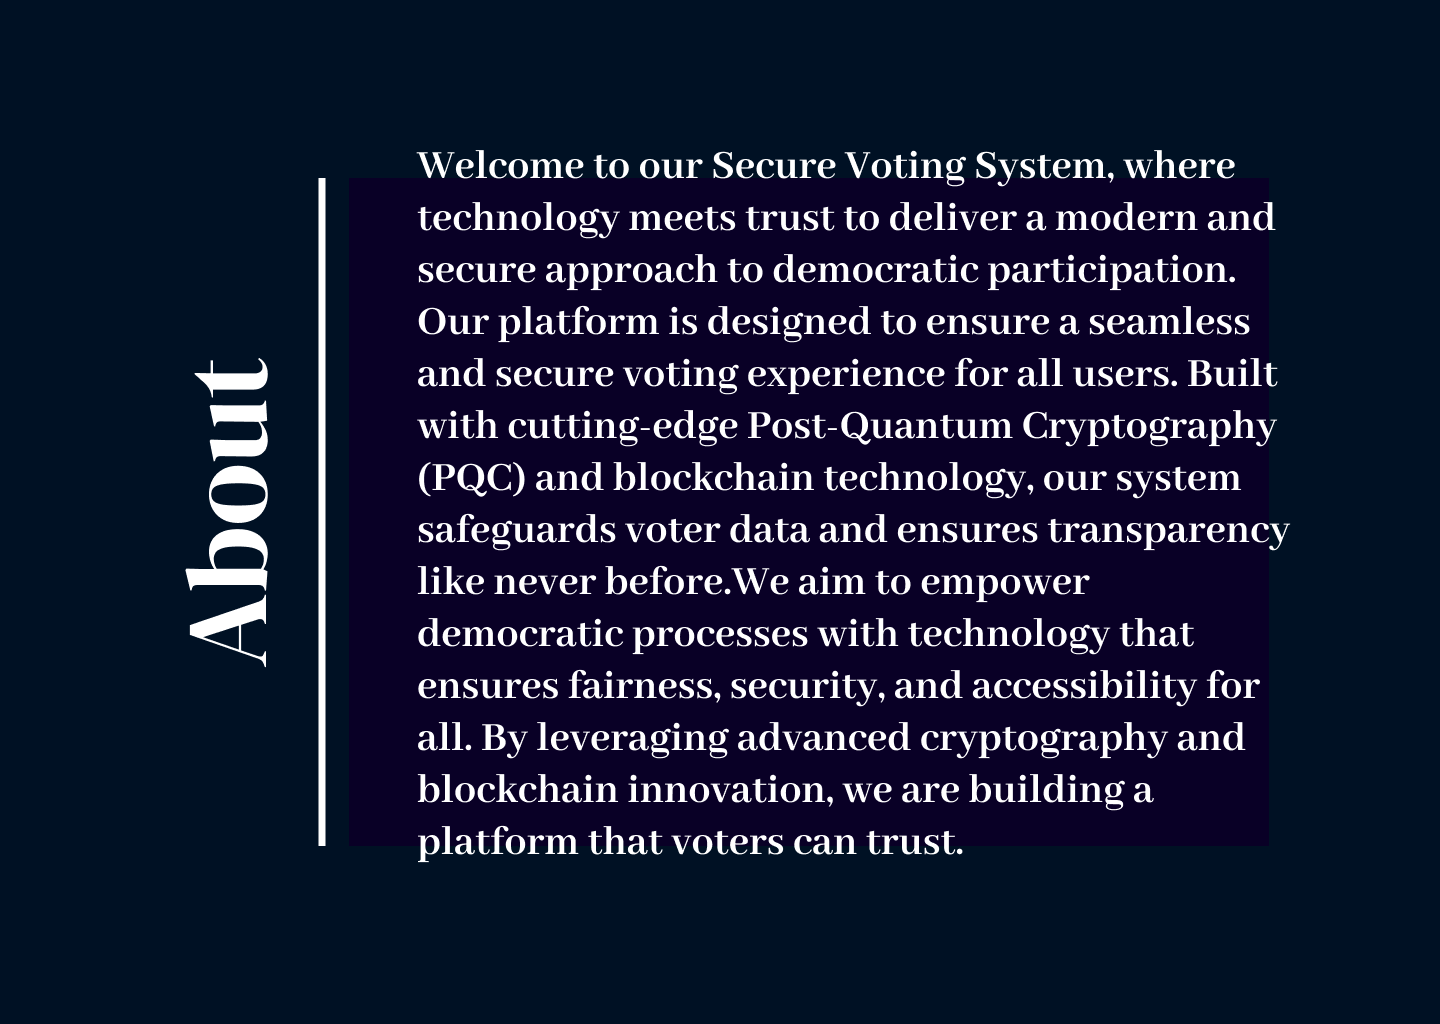 About
Welcome to our Secure Voting System, where
technology meets trust to deliver a modern and
secure approach to democratic participation.
Our platform is designed to ensure a seamless
and secure voting experience for all users. Built
with cutting-edge Post-Quantum Cryptography
(PQC) and blockchain technology, our system
safeguards voter data and ensures transparency
like never before.We aim to empower
democratic processes with technology that
ensures fairness, security, and accessibility for
all. By leveraging advanced cryptography and
blockchain innovation, we are building a
platform that voters can trust.